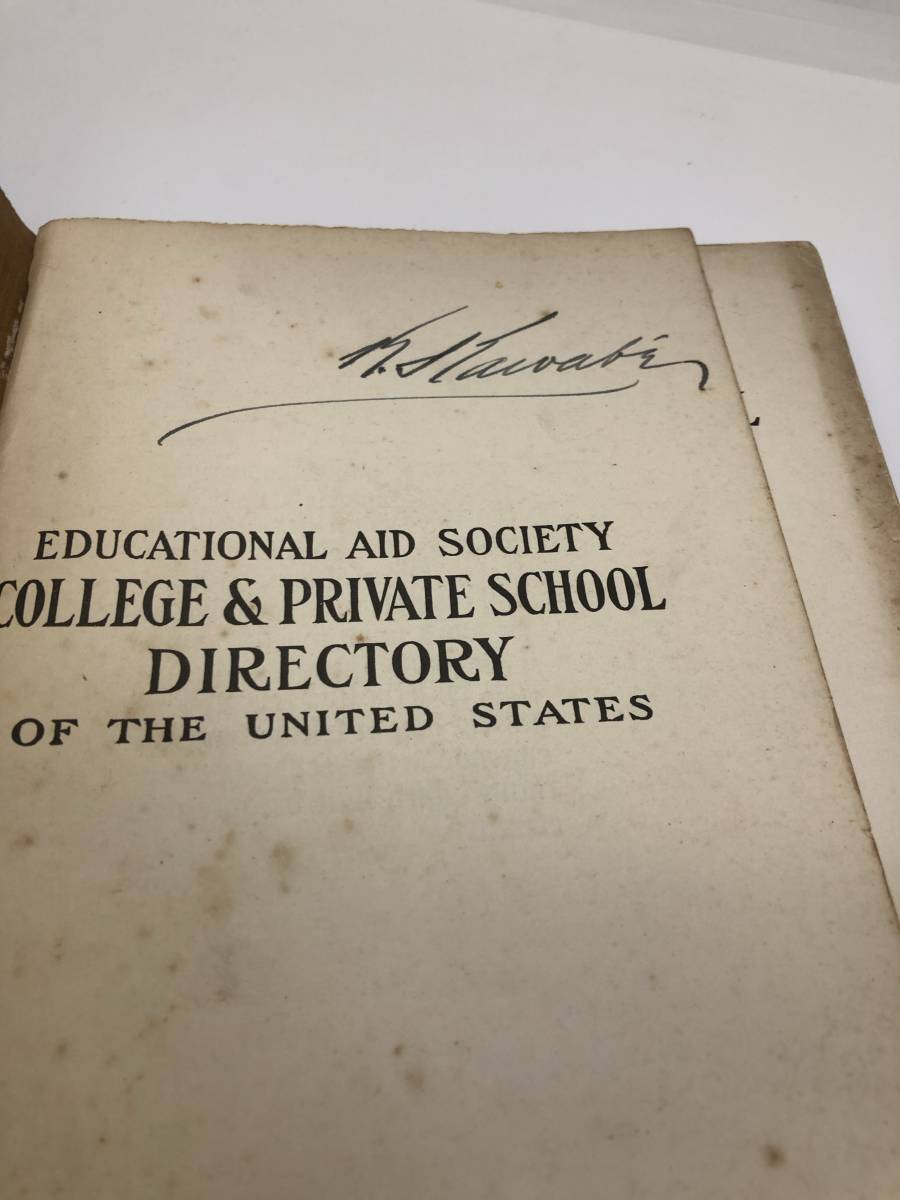 EDUCATIONAL AID SOCIETY
COLLEGE & PRIVATE SCHOOL
DIRECTORY
OF THE UNITED STATES